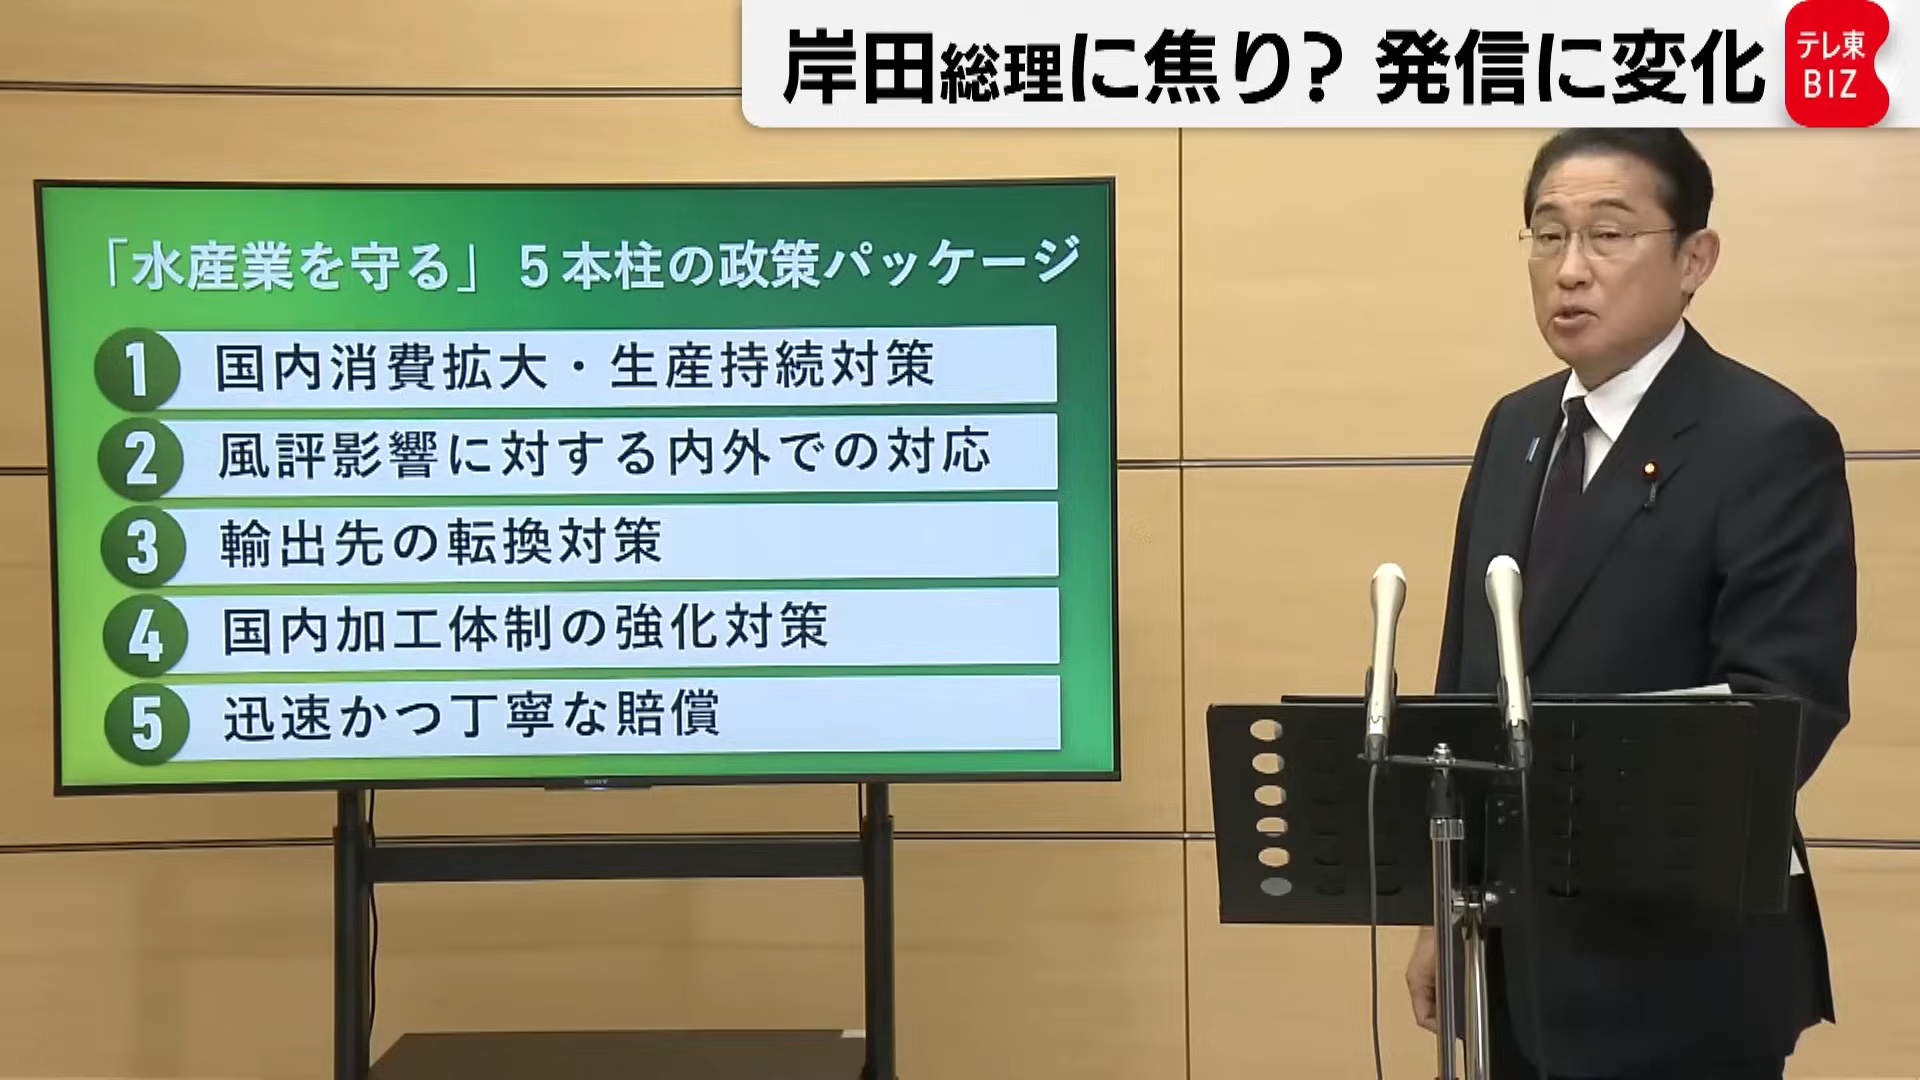 岸田総理に焦り? 発信に変化
テレ東
BIZ
「水産業を守る」 5本柱の政策パッケージ
1 国内消費拡大・生産持続対策
2 風評影響に対する内外での対応
3 輸出先の転換対策
4 国内加工体制の強化対策
5 迅速かつ丁寧な賠償
SONY